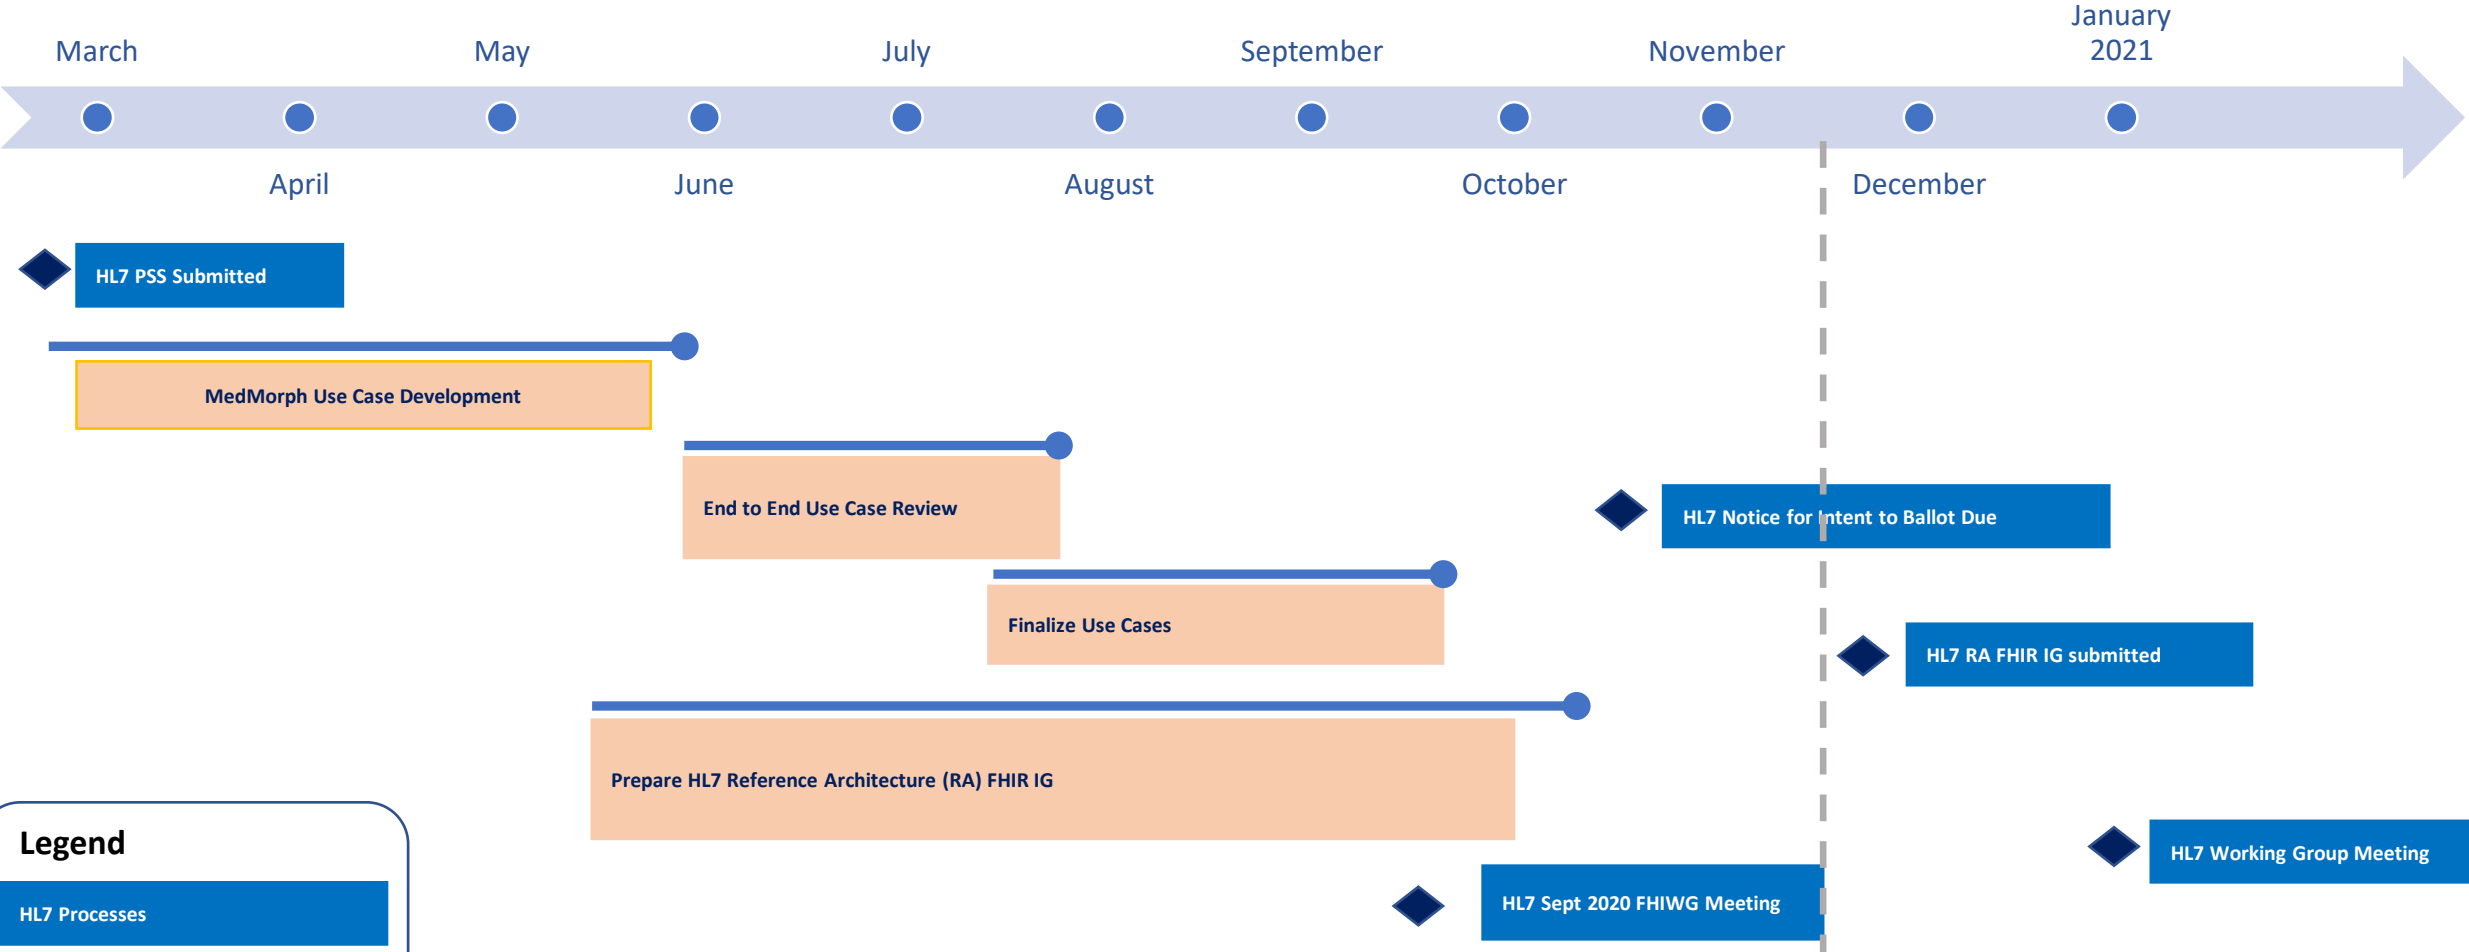 January
March
May
July
September
November
2021
April
June
August
October
December
HL7 PSS Submitted
MedMorph Use Case Development
End to End Use Case Review
HL7 Notice for Intent to Ballot Due
Finalize Use Cases
HL7 RA FHIR IG submitted
Prepare HL7 Reference Architecture (RA) FHIR IG
Legend
HL7 Working Group Meeting
HL7 Processes
HL7 Sept 2020 FHIWG Meeting